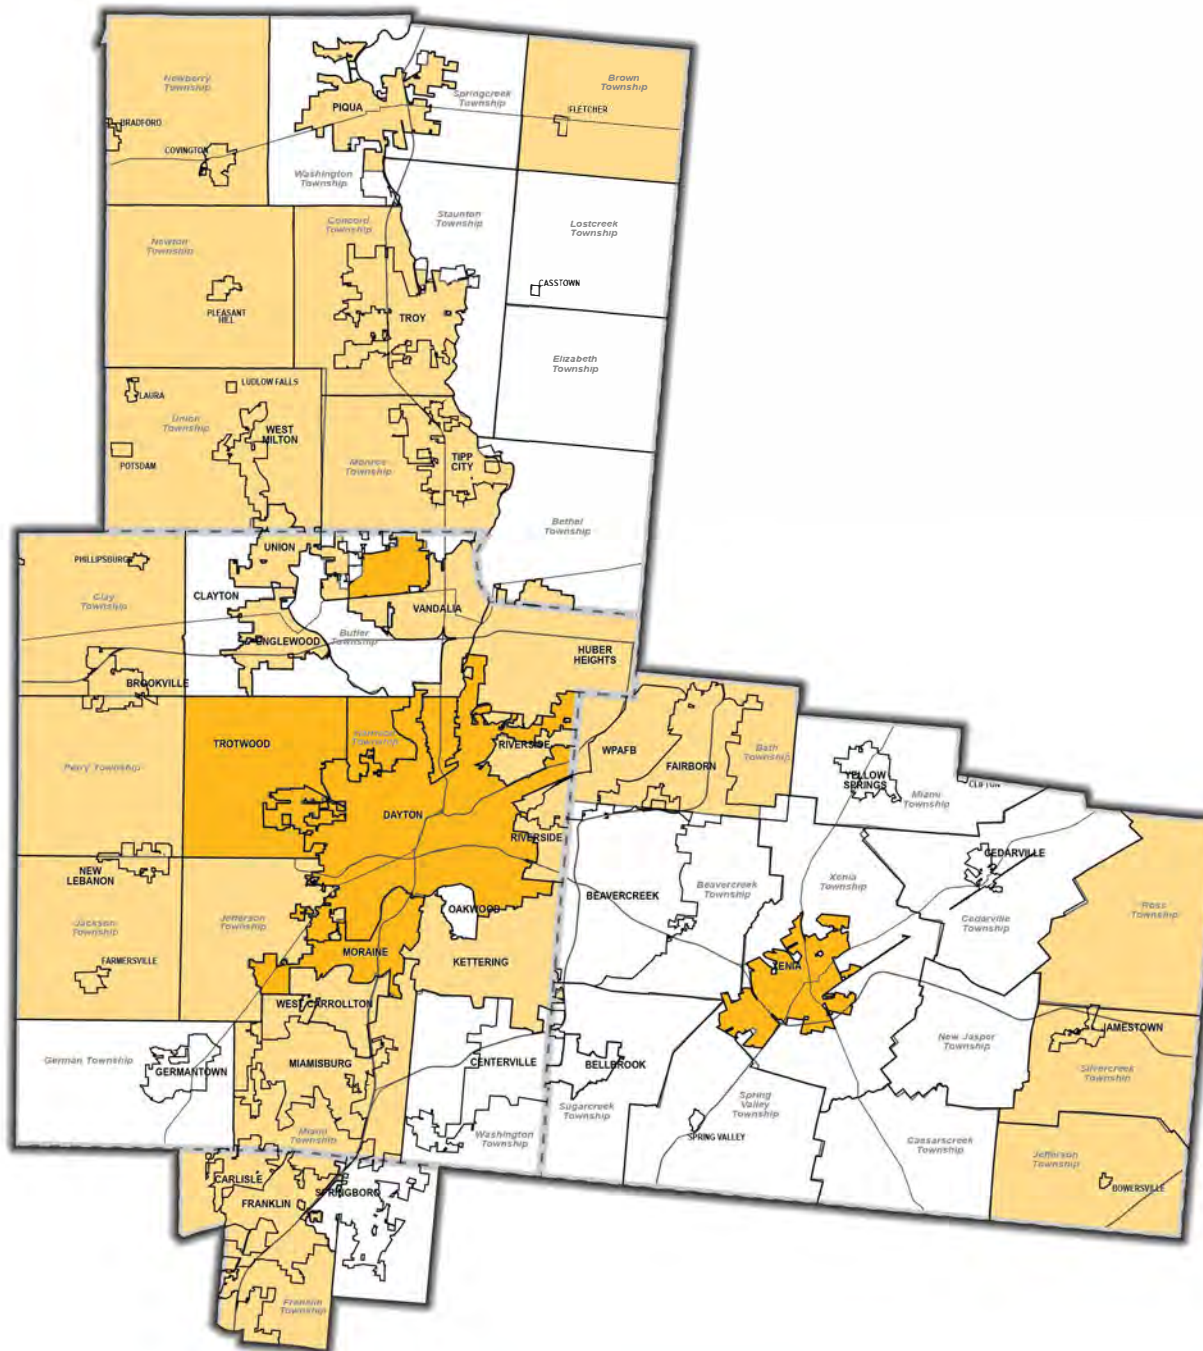 Newberry
Township
Brown
Township
Springcreek
Township
PIQUA
FLETCHER
BRADFORD
COVINGTON
Washington
Township
Staunton
Township
Lostcreek
Township
Concord
Township
Newton
Township
CASSTOWN
PLEASANT
HILL
TROY
Elizabeth
Township
LUDLOW FALLS
LAURA
Union
Township
WEST
MILTON
POTSDAM
Monroe
Township
TIPP
CITY
Bethel
Township
UNION
PHILLIPSBURG
Clay
Township
CLAYTON
VANDALIA
ENGLEWOOD
Butler
Township
HUBER
HEIGHTS
BROOKVILLE
TROTWOOD
Harrison
Township
RIVERSIDE
WPAFB
Bath
Township
FAIRBORN
Perry Township
YELLOW
SPRINGS
Miami
Township
CLIFTON
DAYTON
RIVERSIDE
NEW
LEBANON
CEDARVILLE
BEAVERCREEK
Beavercreek
Township
Xenia
Township
Ross
Township
OAKWOOD
Jackson
Township
Jefferson
Township
Cedarville
Township
MORAINE
KETTERING
FARMERSVILLE
XENIA
WEST CARROLLTON
JAMESTOWN
New Jasper
Township
German Township
GERMANTOWN
MIAMISBURG
CENTERVILLE
BELLBROOK
Silvercreek
Township
Sugarcreek
Township
Spring
Valley
Township
Miami
Township
Washington
Township
SPRING VALLEY
Caesarscreek
Township
Jefferson
Township
CARLISLE
SPRINGBORO
BOWERSVILLE
FRANKLIN
Franklin
Township